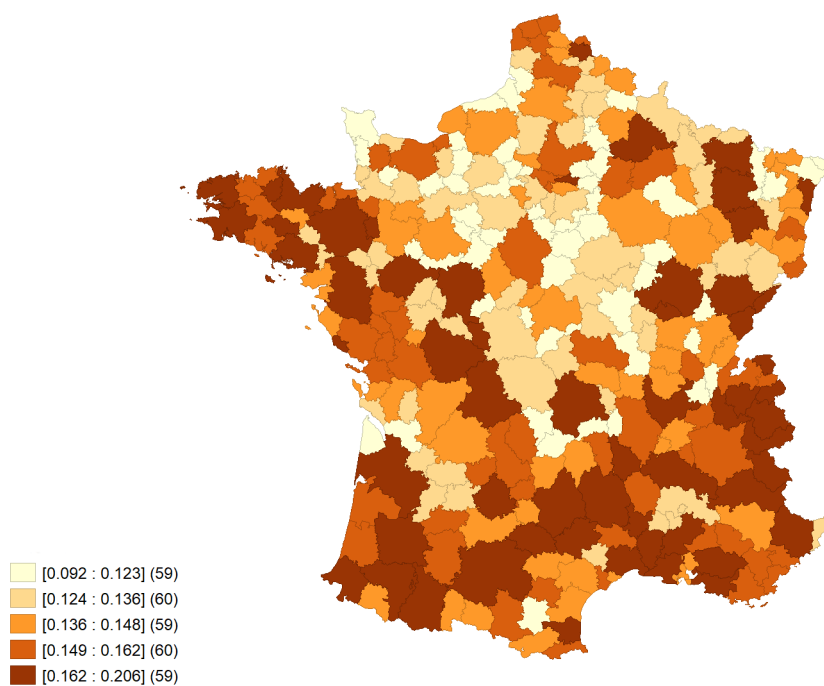 [0.092 : 0.123] (59)
[0.124 : 0.136] (60)
[0.136 : 0.148] (59)
[0.149 : 0.162] (60)
[0.162 : 0.206] (59)